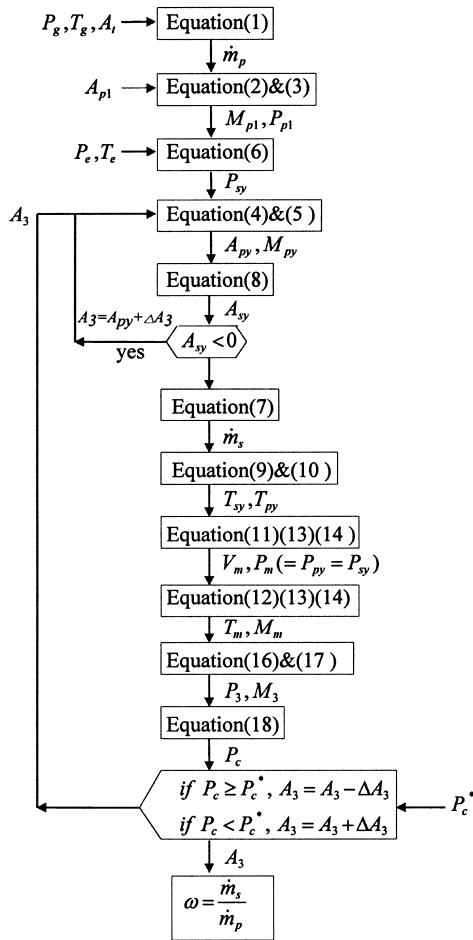 P_g, T_g, A_t
Equation(1)
ṁ_p
A_p1
Equation(2)&(3)
M_p1, P_p1
P_e, T_e
Equation(6)
P_sy
A_3
Equation(4)&(5 )
A_py, M_py
Equation(8)
A_sy
A_3=A_py+△A_3
A_sy <0
yes
Equation(7)
ṁ_s
Equation(9)&(10 )
T_sy, T_py
Equation(11)(13)(14 )
V_m, P_m (= P_py = P_sy)
Equation(12)(13)(14)
T_m, M_m
Equation(16)&(17 )
P_3, M_3
Equation(18)
P_c
if P_c ≥ P_c*, A_3 = A_3 − ΔA_3
if P_c < P_c*, A_3 = A_3 + ΔA_3
P_c*
A_3
ω = ṁ_s / ṁ_p